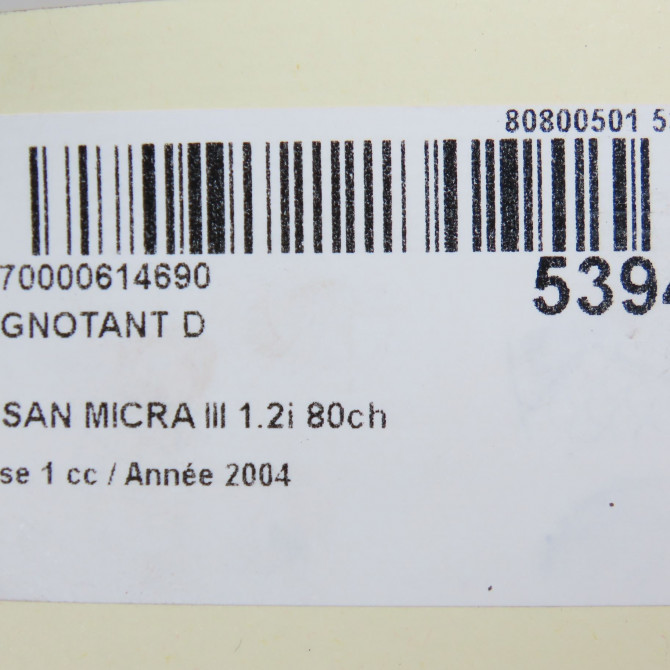 80800501 5
70000614690
539
GNOTANT D
SAN MICRA III 1.2i 80ch
se 1 cc / Année 2004